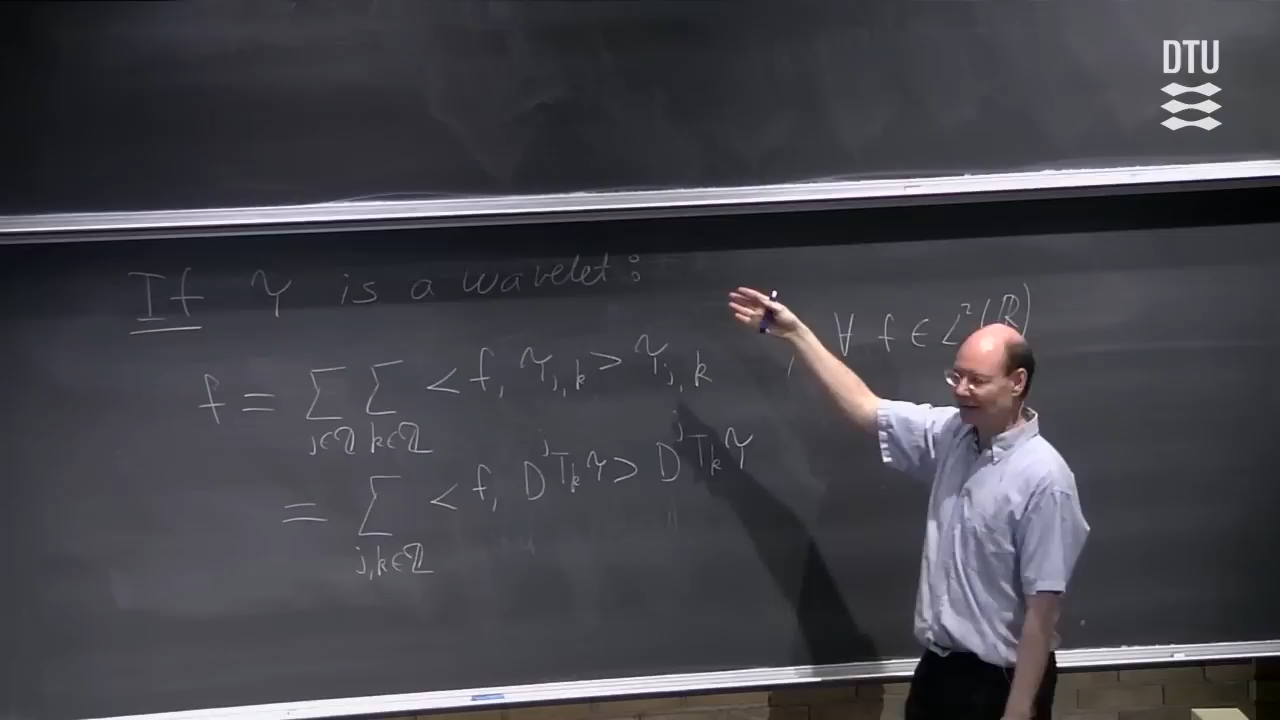 DTU
If ψ is a wavelet:
f = ∑_{j∈ℤ} ∑_{k∈ℤ} <f, ψ_{j,k}> ψ_{j,k} , ∀ f ∈ L²(ℝ)
= ∑_{j,k∈ℤ} <f, D^j T_k ψ> D^j T_k ψ